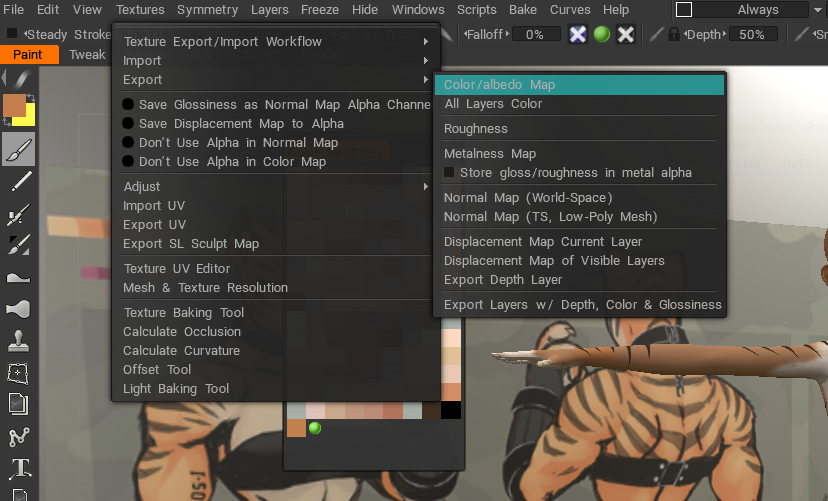 File Edit View Textures Symmetry Layers Freeze Hide Windows Scripts Bake Curves Help Always
Steady Stroke Falloff 0% Depth 50%
Paint Tweak
Texture Export/Import Workflow
Import
Export
Save Glossiness as Normal Map Alpha Channe
Save Displacement Map to Alpha
Don't Use Alpha in Normal Map
Don't Use Alpha in Color Map
Adjust
Import UV
Export UV
Export SL Sculpt Map
Texture UV Editor
Mesh & Texture Resolution
Texture Baking Tool
Calculate Occlusion
Calculate Curvature
Offset Tool
Light Baking Tool
Color/albedo Map
All Layers Color
Roughness
Metalness Map
Store gloss/roughness in metal alpha
Normal Map (World-Space)
Normal Map (TS, Low-Poly Mesh)
Displacement Map Current Layer
Displacement Map of Visible Layers
Export Depth Layer
Export Layers w/ Depth, Color & Glossiness